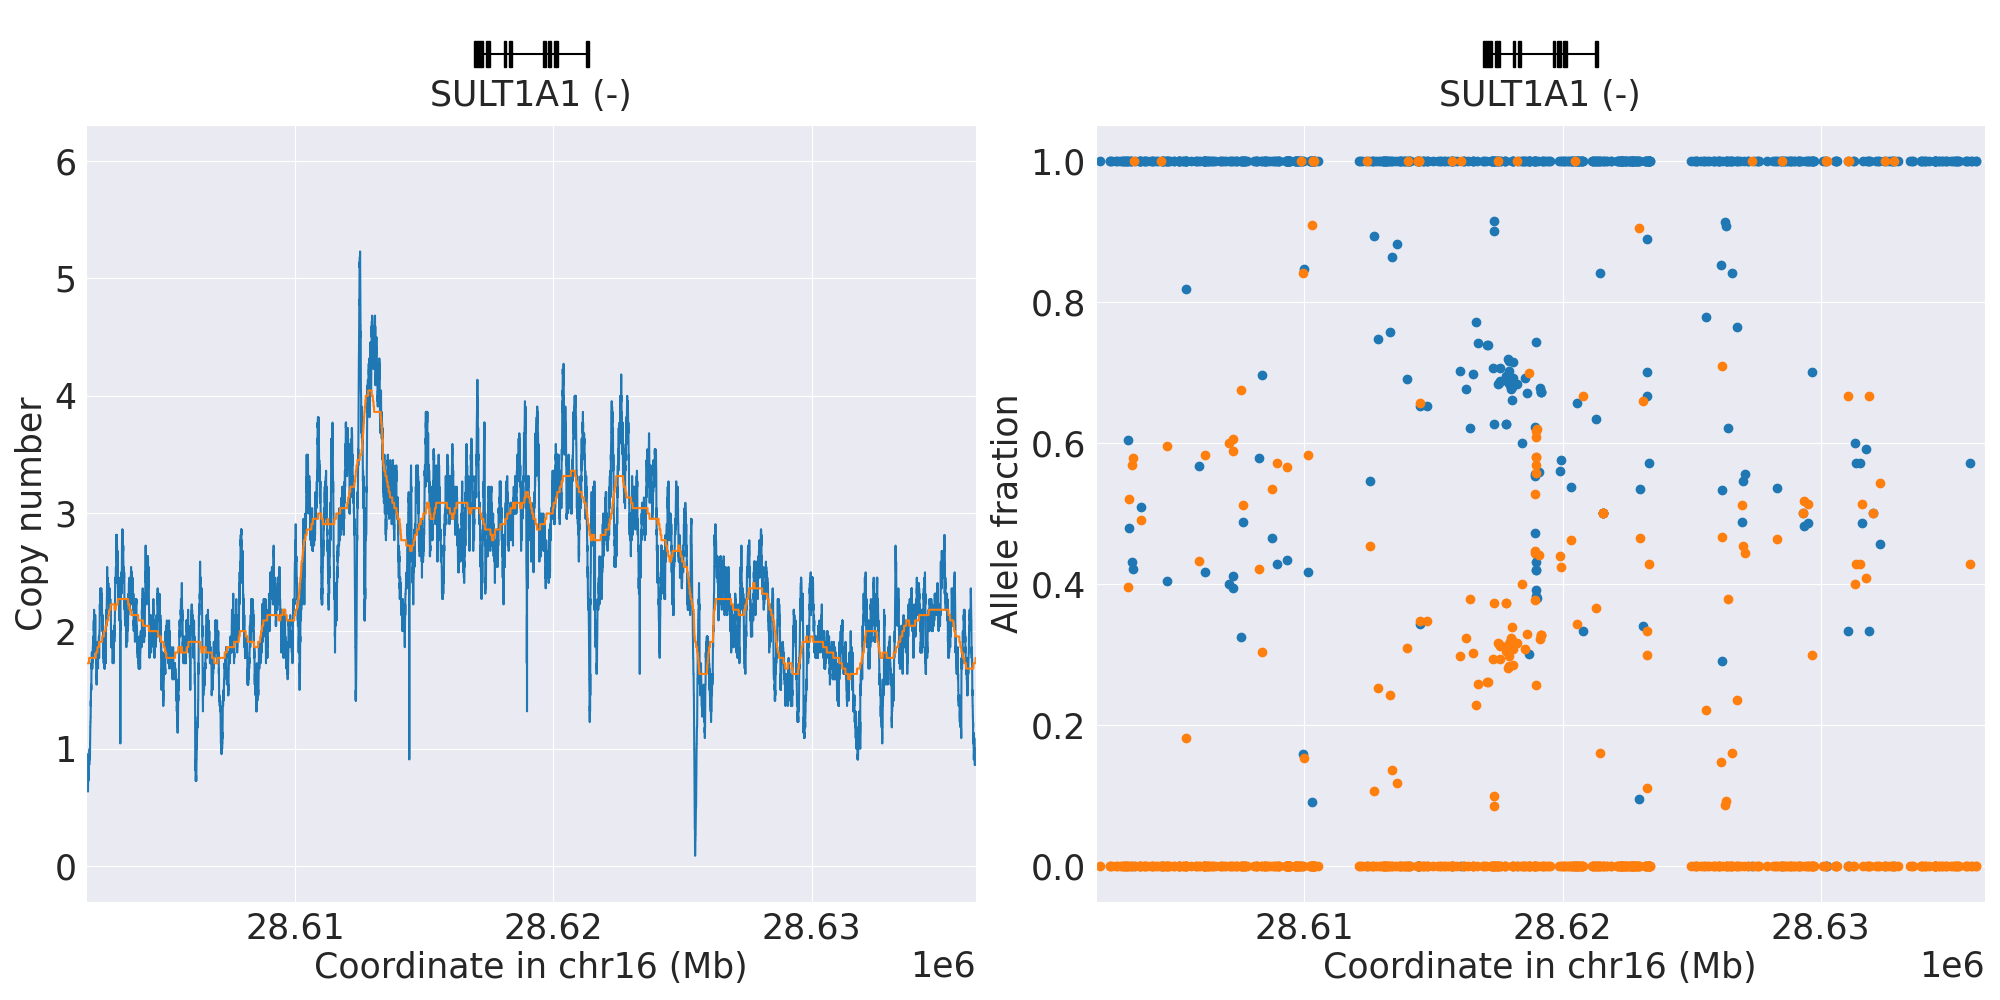 SULT1A1 (-)
6
5
4
3
2
1
0
Copy number
28.61
28.62
28.63
Coordinate in chr16 (Mb)
1e6
SULT1A1 (-)
1.0
0.8
0.6
0.4
0.2
0.0
Allele fraction
28.61
28.62
28.63
Coordinate in chr16 (Mb)
1e6